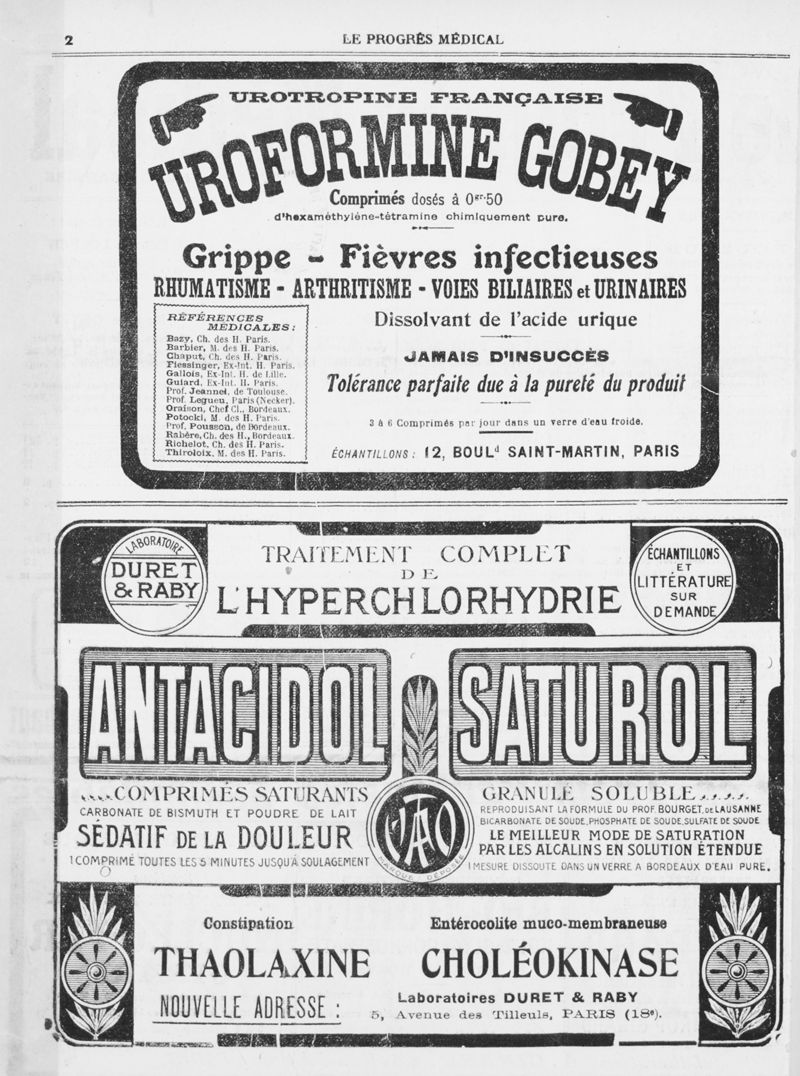 2
LE PROGRÈS MÉDICAL
UROTROPINE FRANÇAISE
UROFORMINE GOBEY
Comprimés dosés à 0gr.50
d'hexaméthylène-tétramine chimiquement pure.
Grippe - Fièvres infectieuses
RHUMATISME - ARTHRITISME - VOIES BILIAIRES et URINAIRES
RÉFÉRENCES
MÉDICALES:
Bazy, Ch. des H. Paris.
Barbier, M. des H. Paris.
Chaput, Ch. des H. Paris.
Flessinger, Ex-Int. H. Paris.
Gallois, Ex-Int. H. de Lille.
Guiard, Ex-Int. H. Paris.
Prof. Jeannel, de Toulouse.
Prof. Legueu, Paris (Necker).
Oraison, Chef Cl., Bordeaux.
Potocki, M. des H. Paris.
Prof. Pousson, de Bordeaux.
Rabère, Ch. des H., Bordeaux.
Richelot, Ch. des H. Paris.
Thiroloix, M. des H. Paris.
Dissolvant de l'acide urique
JAMAIS D'INSUCCÈS
Tolérance parfaite due à la pureté du produit
3 à 6 Comprimés par jour dans un verre d'eau froide.
ÉCHANTILLONS : 12, BOULd SAINT-MARTIN, PARIS
LABORATOIRE
DURET
& RABY
TRAITEMENT COMPLET
DE
L'HYPERCHLORHYDRIE
ÉCHANTILLONS
ET
LITTÉRATURE
SUR
DEMANDE
ANTACIDOL
SATUROL
COMPRIMÉS SATURANTS
CARBONATE DE BISMUTH ET POUDRE DE LAIT
SÉDATIF DE LA DOULEUR
1 COMPRIMÉ TOUTES LES 5 MINUTES JUSQU'À SOULAGEMENT
MARQUE DÉPOSÉE
GRANULÉ SOLUBLE
REPRODUISANT LA FORMULE DU PROF. BOURGET, DE LAUSANNE
BICARBONATE DE SOUDE, PHOSPHATE DE SOUDE, SULFATE DE SOUDE
LE MEILLEUR MODE DE SATURATION
PAR LES ALCALINS EN SOLUTION ÉTENDUE
1 MESURE DISSOUTE DANS UN VERRE A BORDEAUX D'EAU PURE.
Constipation
THAOLAXINE
Entérocolite muco-membraneuse
CHOLÉOKINASE
NOUVELLE ADRESSE :
Laboratoires DURET & RABY
5, Avenue des Tilleuls, PARIS (18e).